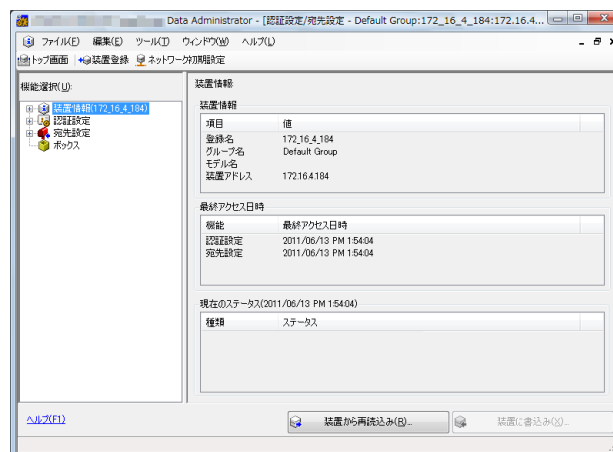 Data Administrator - [認証設定/宛先設定 - Default Group:172_16_4_184:172.16.4...
ファイル(F) 編集(E) ツール(T) ウィンドウ(W) ヘルプ(L)
トップ画面 装置登録 ネットワーク初期設定
機能選択(U):
装置情報(172_16_4_184)
認証設定
宛先設定
ボックス
装置情報
装置情報
項目 値
登録名 172_16_4_184
グループ名 Default Group
モデル名
装置アドレス 172.16.4.184
最終アクセス日時
機能 最終アクセス日時
認証設定 2011/06/13 PM 1:54:04
宛先設定 2011/06/13 PM 1:54:04
現在のステータス(2011/06/13 PM 1:54:04)
種類 ステータス
ヘルプ(F1)
装置から再読込み(R)... 装置に書込み(X)...